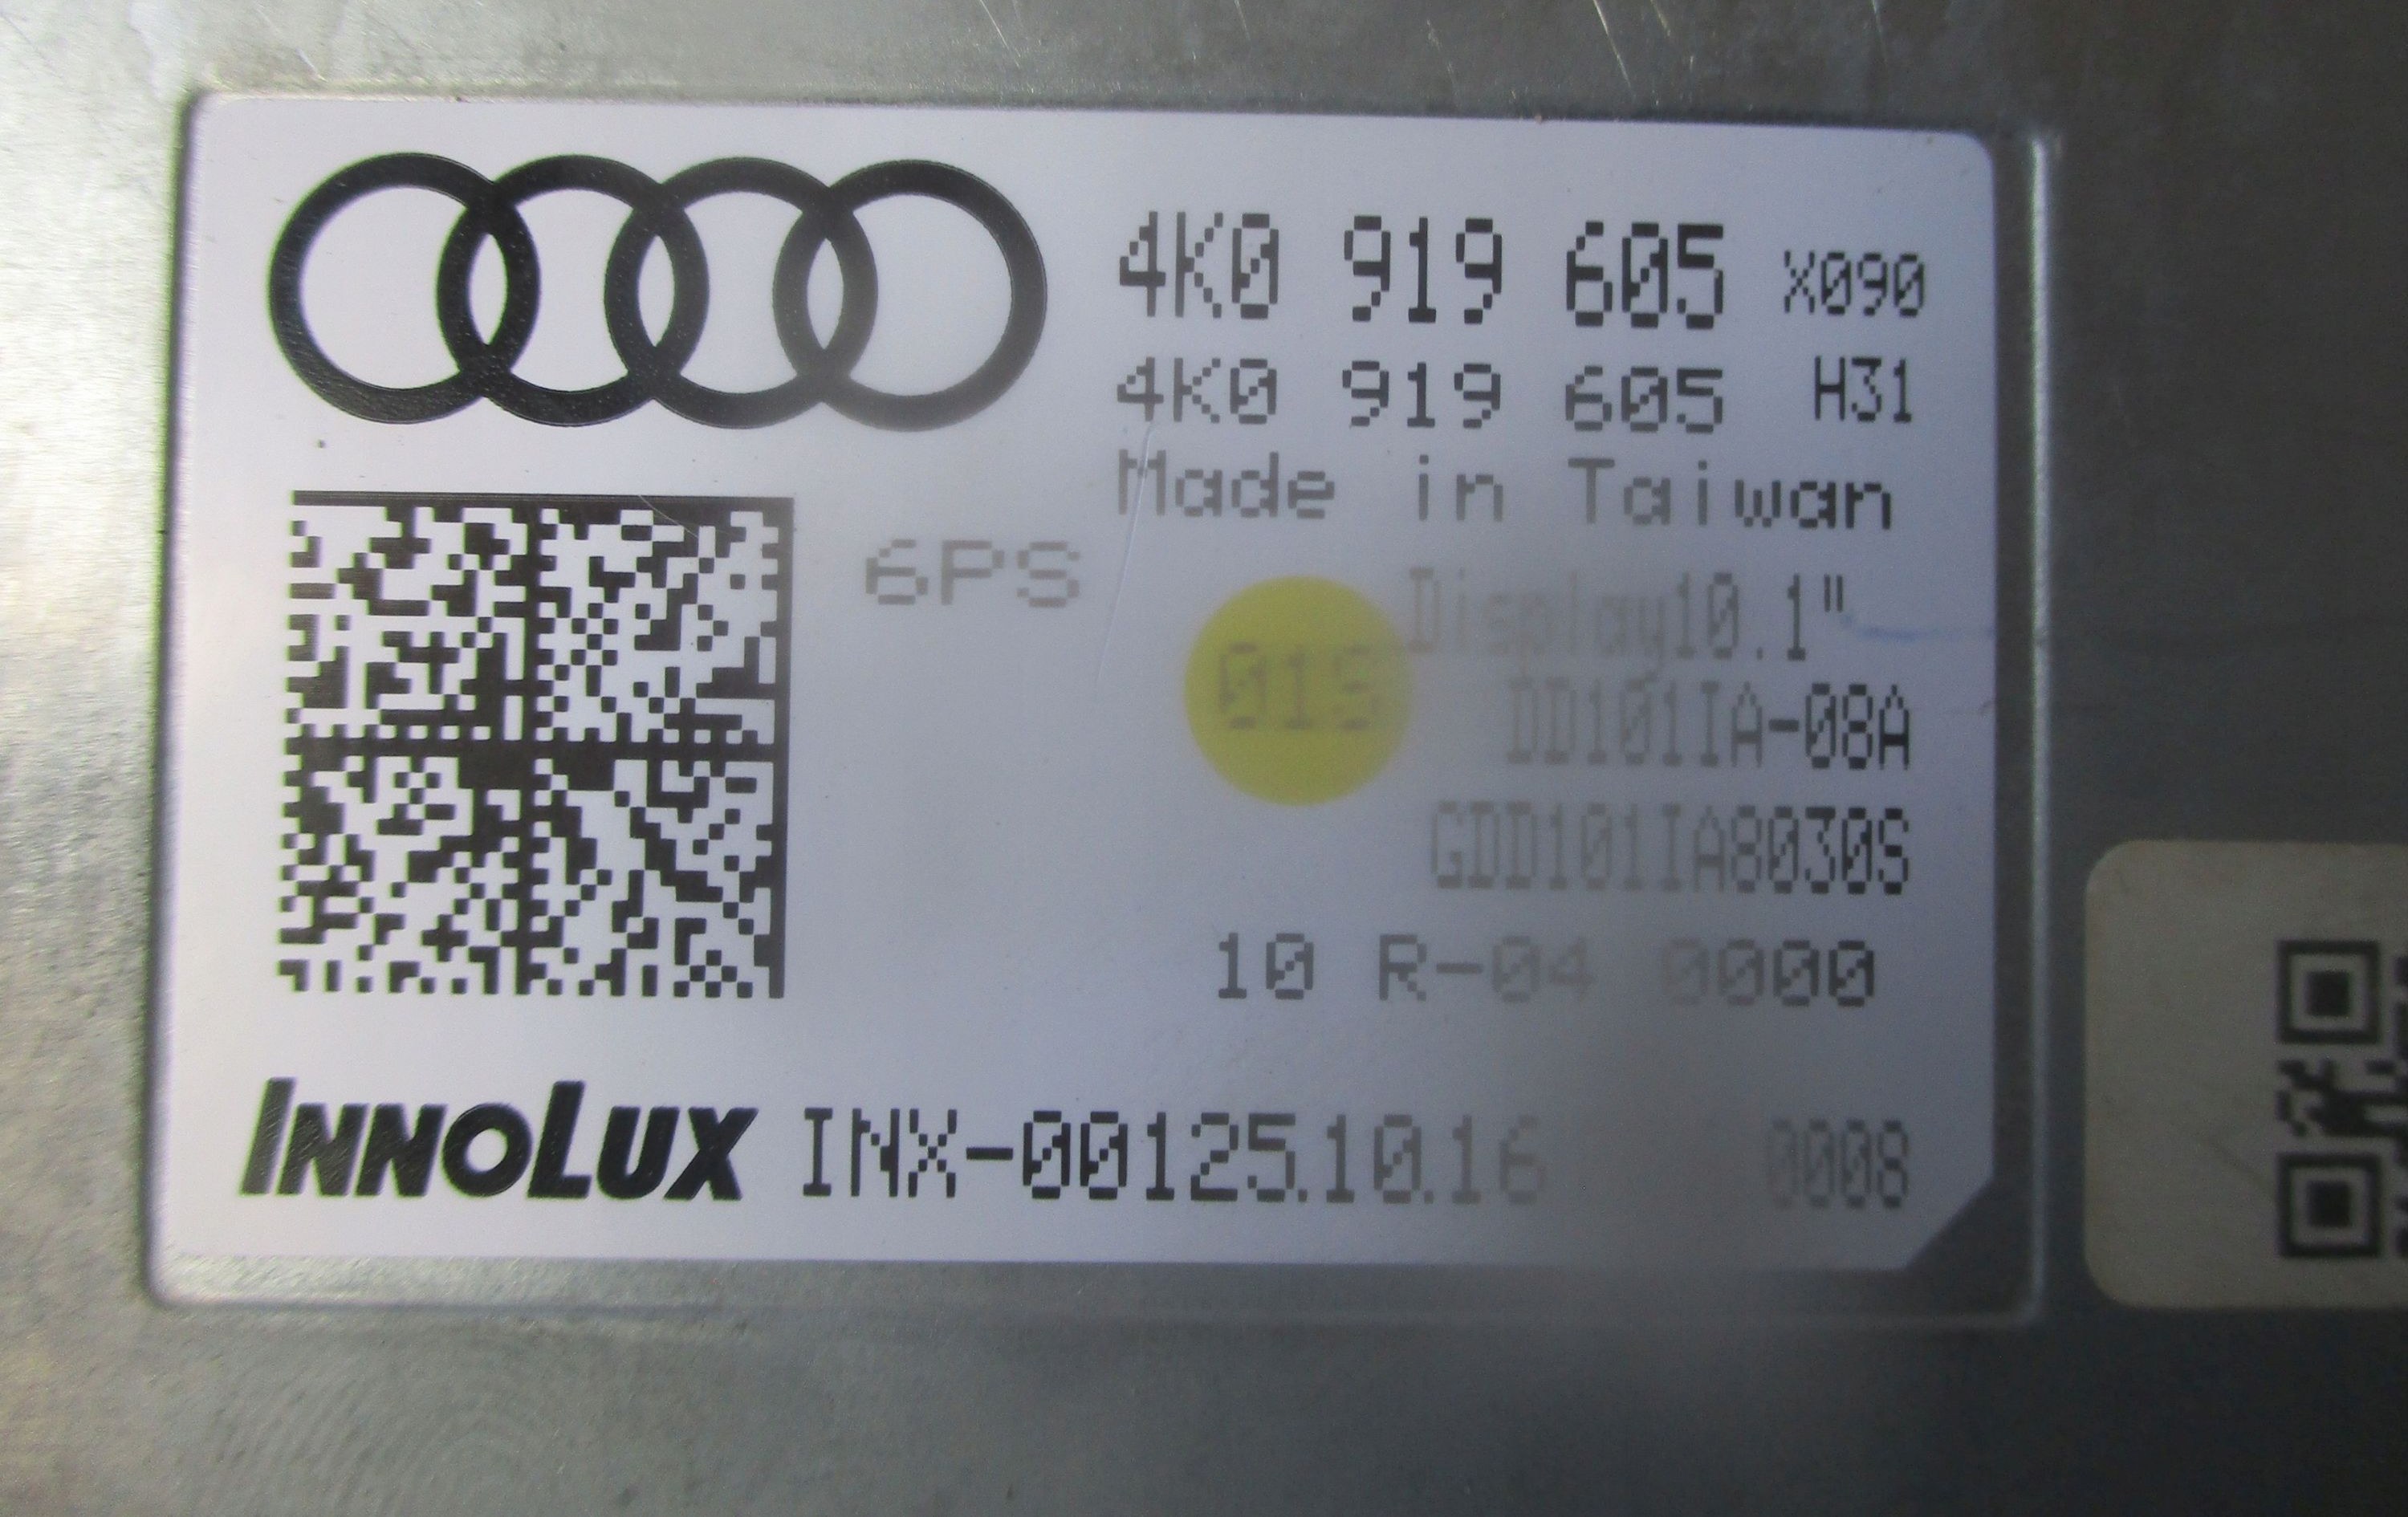 4K0 919 605 X090
4K0 919 605 H31
Made in Taiwan
6PS
Display10.1"
01S
DD101IA-08A
GDD101IA8030S
10 R-04 0000
INNOLUX INX-00125.10.16 0008